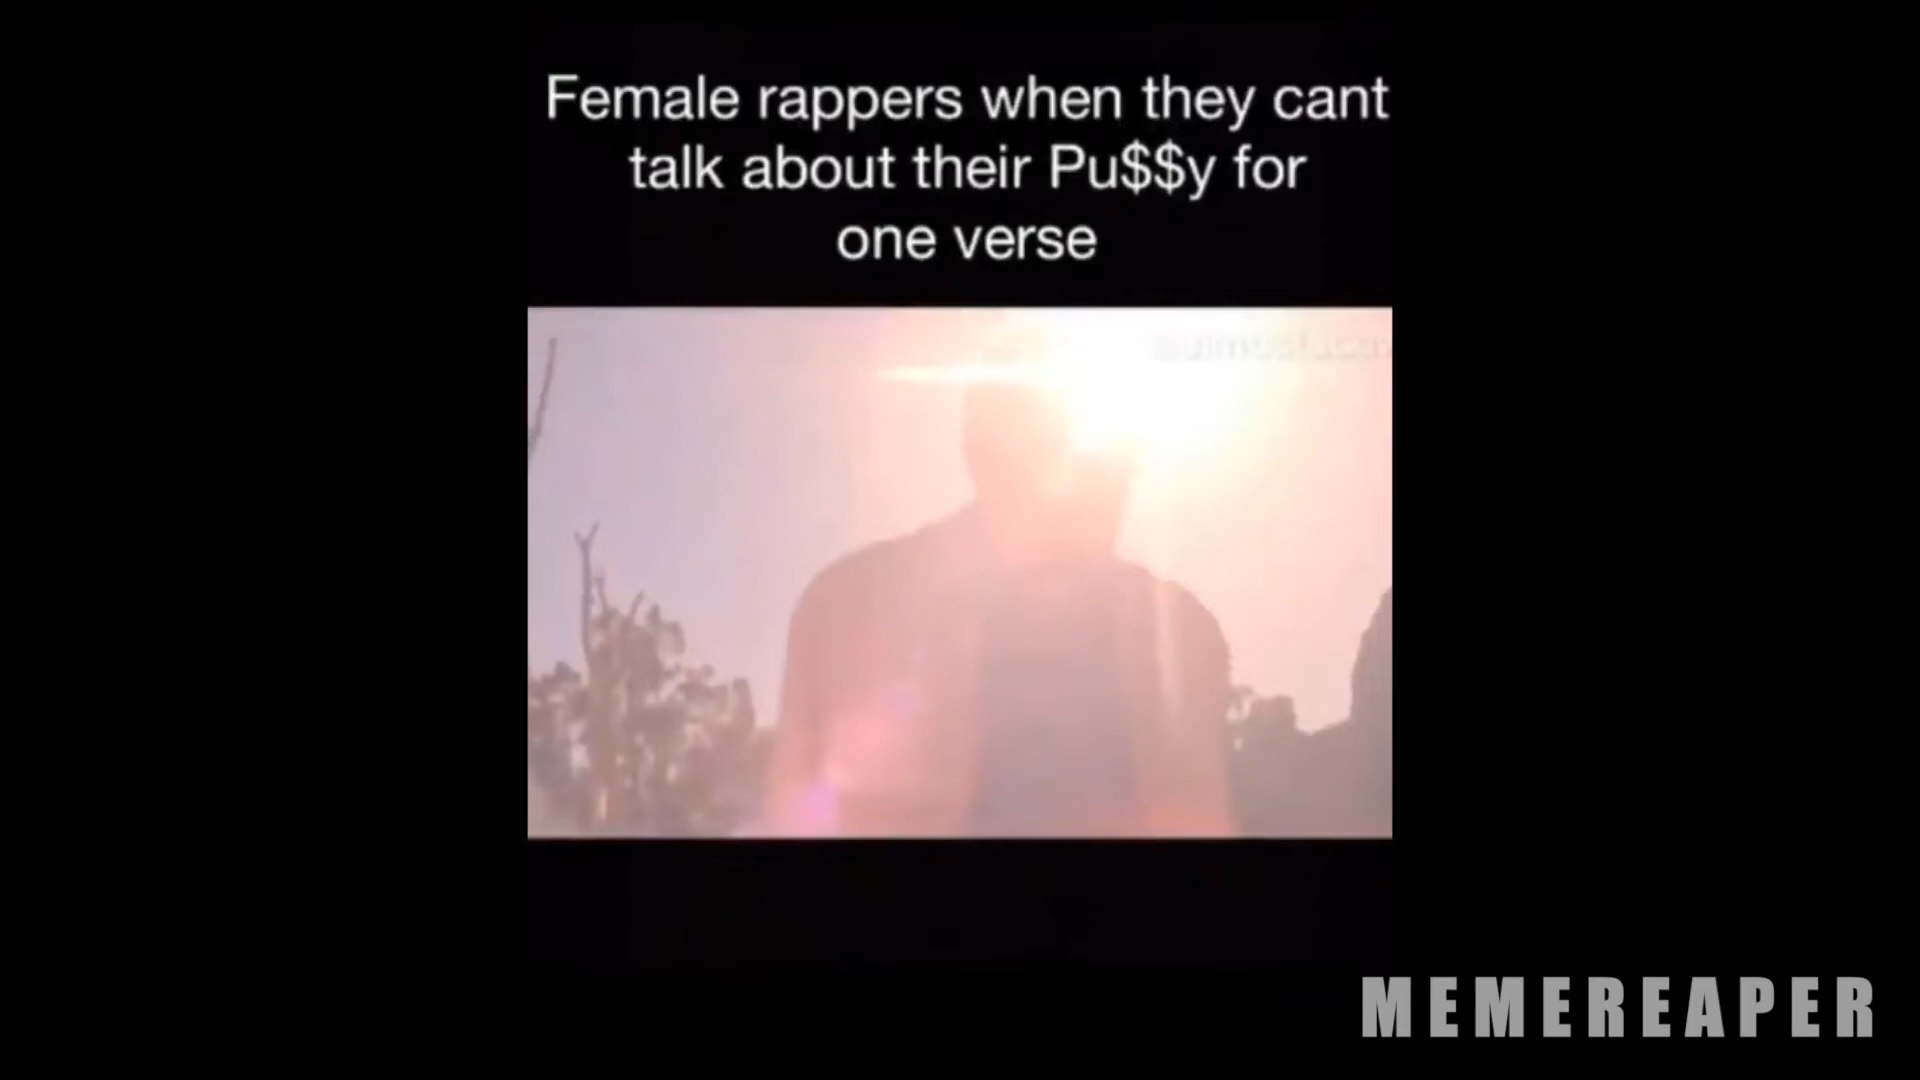 Female rappers when they cant
talk about their Pu$$y for
one verse
MEMEREAPER